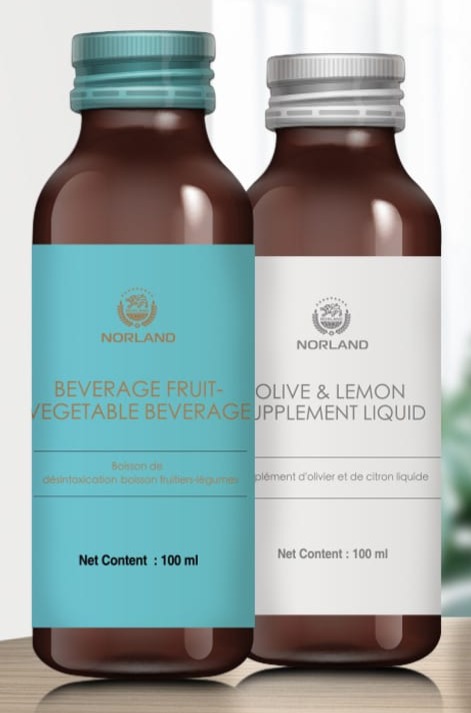 NORLAND
BEVERAGE FRUIT-
VEGETABLE BEVERAGE
Boisson de
désintoxication boisson fruitiers-légumes
Net Content : 100 ml
NORLAND
OLIVE & LEMON
UPPLEMENT LIQUID
plément d'olivier et de citron liquide
Net Content : 100 ml